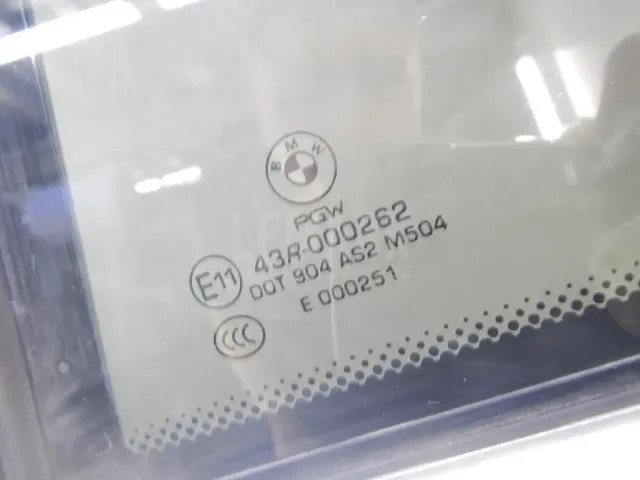 BMW
PGW
E11 43R-000262
DOT 904 AS2 M504
E 000251
CCC